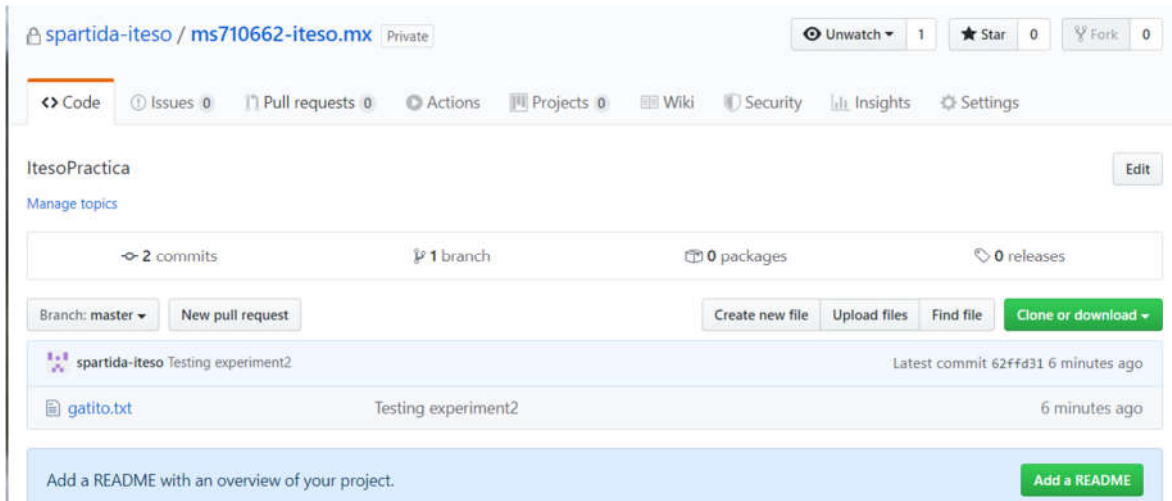 spartida-iteso / ms710662-iteso.mx Private Unwatch 1 Star 0 Fork 0
Code Issues 0 Pull requests 0 Actions Projects 0 Wiki Security Insights Settings
ItesoPractica Edit
Manage topics
2 commits 1 branch 0 packages 0 releases
Branch: master New pull request Create new file Upload files Find file Clone or download
spartida-iteso Testing experiment2 Latest commit 62ffd31 6 minutes ago
gatito.txt Testing experiment2 6 minutes ago
Add a README with an overview of your project. Add a README